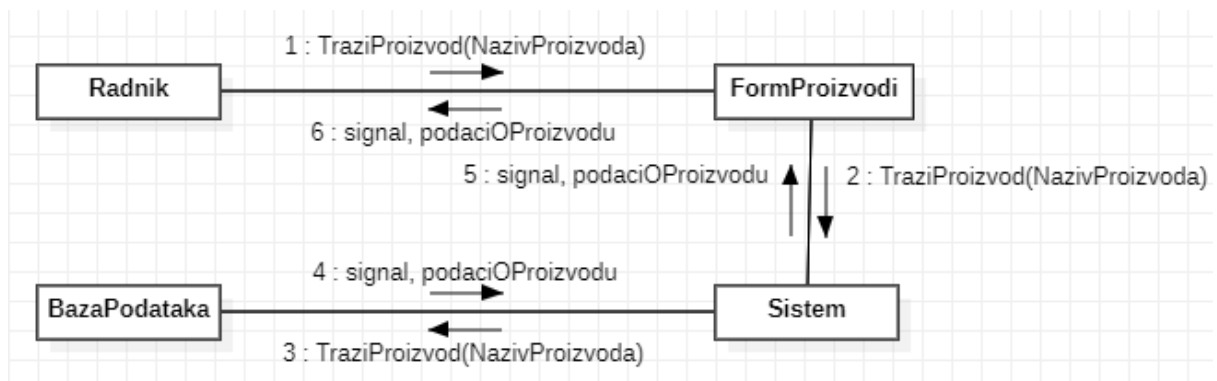 1 : TraziProizvod(NazivProizvoda)
Radnik
FormProizvodi
6 : signal, podaciOProizvodu
5 : signal, podaciOProizvodu
2 : TraziProizvod(NazivProizvoda)
4 : signal, podaciOProizvodu
BazaPodataka
Sistem
3 : TraziProizvod(NazivProizvoda)